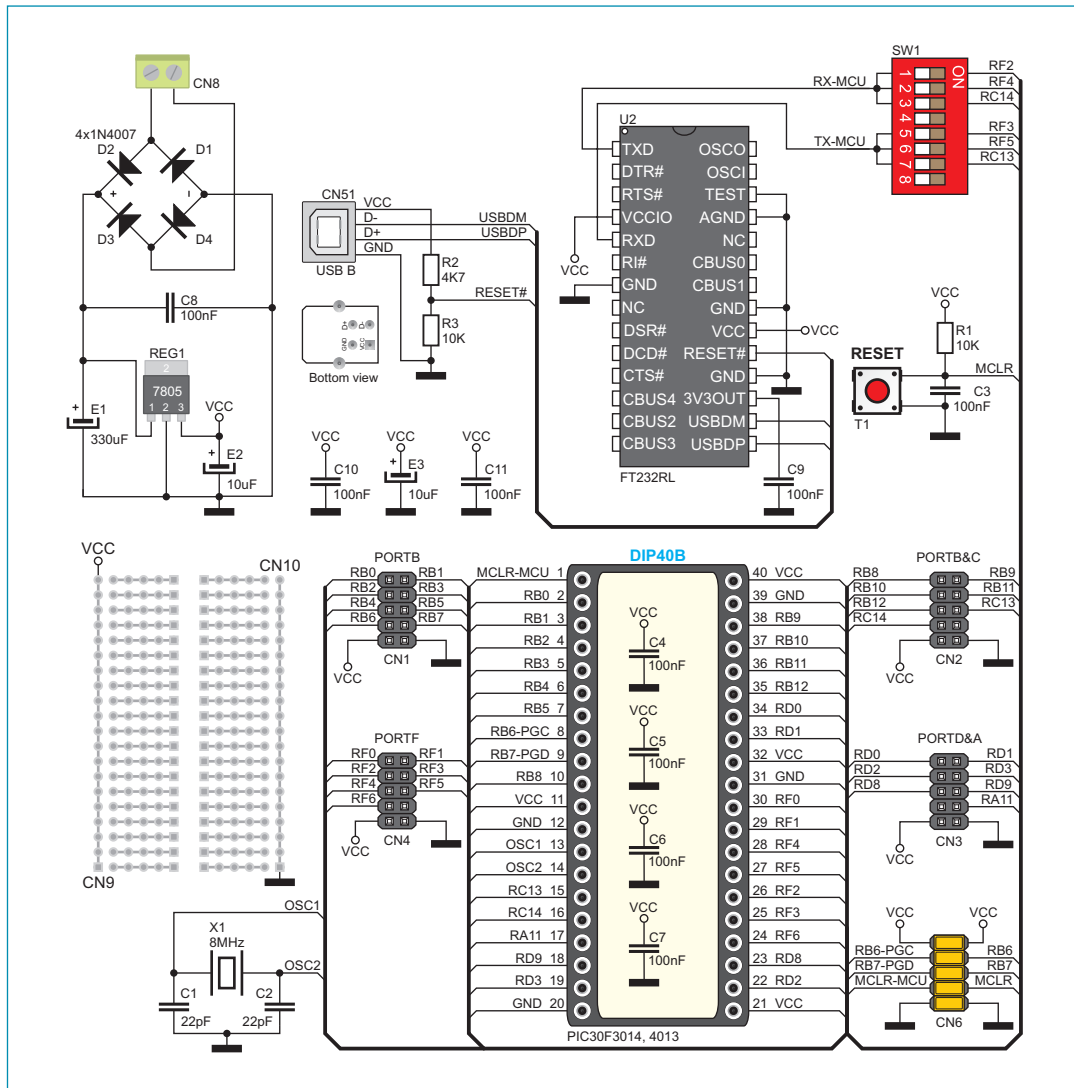 CN8
4x1N4007
D2
D1
+
-
D3
D4
C8
100nF
REG1
2
7805
1 2 3
VCC
+
E1
330uF
+
E2
10uF
CN51
VCC
D-
D+
GND
USB B
USBDM
USBDP
R2
4K7
RESET#
R3
10K
D+
D-
GND
VCC
Bottom view
VCC
C10
100nF
VCC
+
E3
10uF
VCC
C11
100nF
U2
TXD
DTR#
RTS#
VCCIO
RXD
RI#
GND
NC
DSR#
DCD#
CTS#
CBUS4
CBUS2
CBUS3
OSCO
OSCI
TEST
AGND
NC
CBUS0
CBUS1
GND
VCC
RESET#
GND
3V3OUT
USBDM
USBDP
FT232RL
VCC
VCC
C9
100nF
SW1
ON
1
2
3
4
5
6
7
8
RX-MCU
TX-MCU
RF2
RF4
RC14
RF3
RF5
RC13
VCC
R1
10K
RESET
MCLR
C3
100nF
T1
VCC
CN10
CN9
OSC1
X1
8MHz
OSC2
C1
22pF
C2
22pF
PORTB
RB0 RB1
RB2 RB3
RB4 RB5
RB6 RB7
VCC
CN1
PORTF
RF0 RF1
RF2 RF3
RF4 RF5
RF6
VCC
CN4
DIP40B
MCLR-MCU 1
RB0 2
RB1 3
RB2 4
RB3 5
RB4 6
RB5 7
RB6-PGC 8
RB7-PGD 9
RB8 10
VCC 11
GND 12
OSC1 13
OSC2 14
RC13 15
RC14 16
RA11 17
RD9 18
RD3 19
GND 20
VCC
C4
100nF
VCC
C5
100nF
VCC
C6
100nF
VCC
C7
100nF
40 VCC
39 GND
38 RB9
37 RB10
36 RB11
35 RB12
34 RD0
33 RD1
32 VCC
31 GND
30 RF0
29 RF1
28 RF4
27 RF5
26 RF2
25 RF3
24 RF6
23 RD8
22 RD2
21 VCC
PIC30F3014, 4013
PORTB&C
RB8 RB9
RB10 RB11
RB12 RC13
RC14
VCC
CN2
PORTD&A
RD0 RD1
RD2 RD3
RD8 RD9
RA11
VCC
CN3
VCC VCC
RB6-PGC RB6
RB7-PGD RB7
MCLR-MCU MCLR
CN6